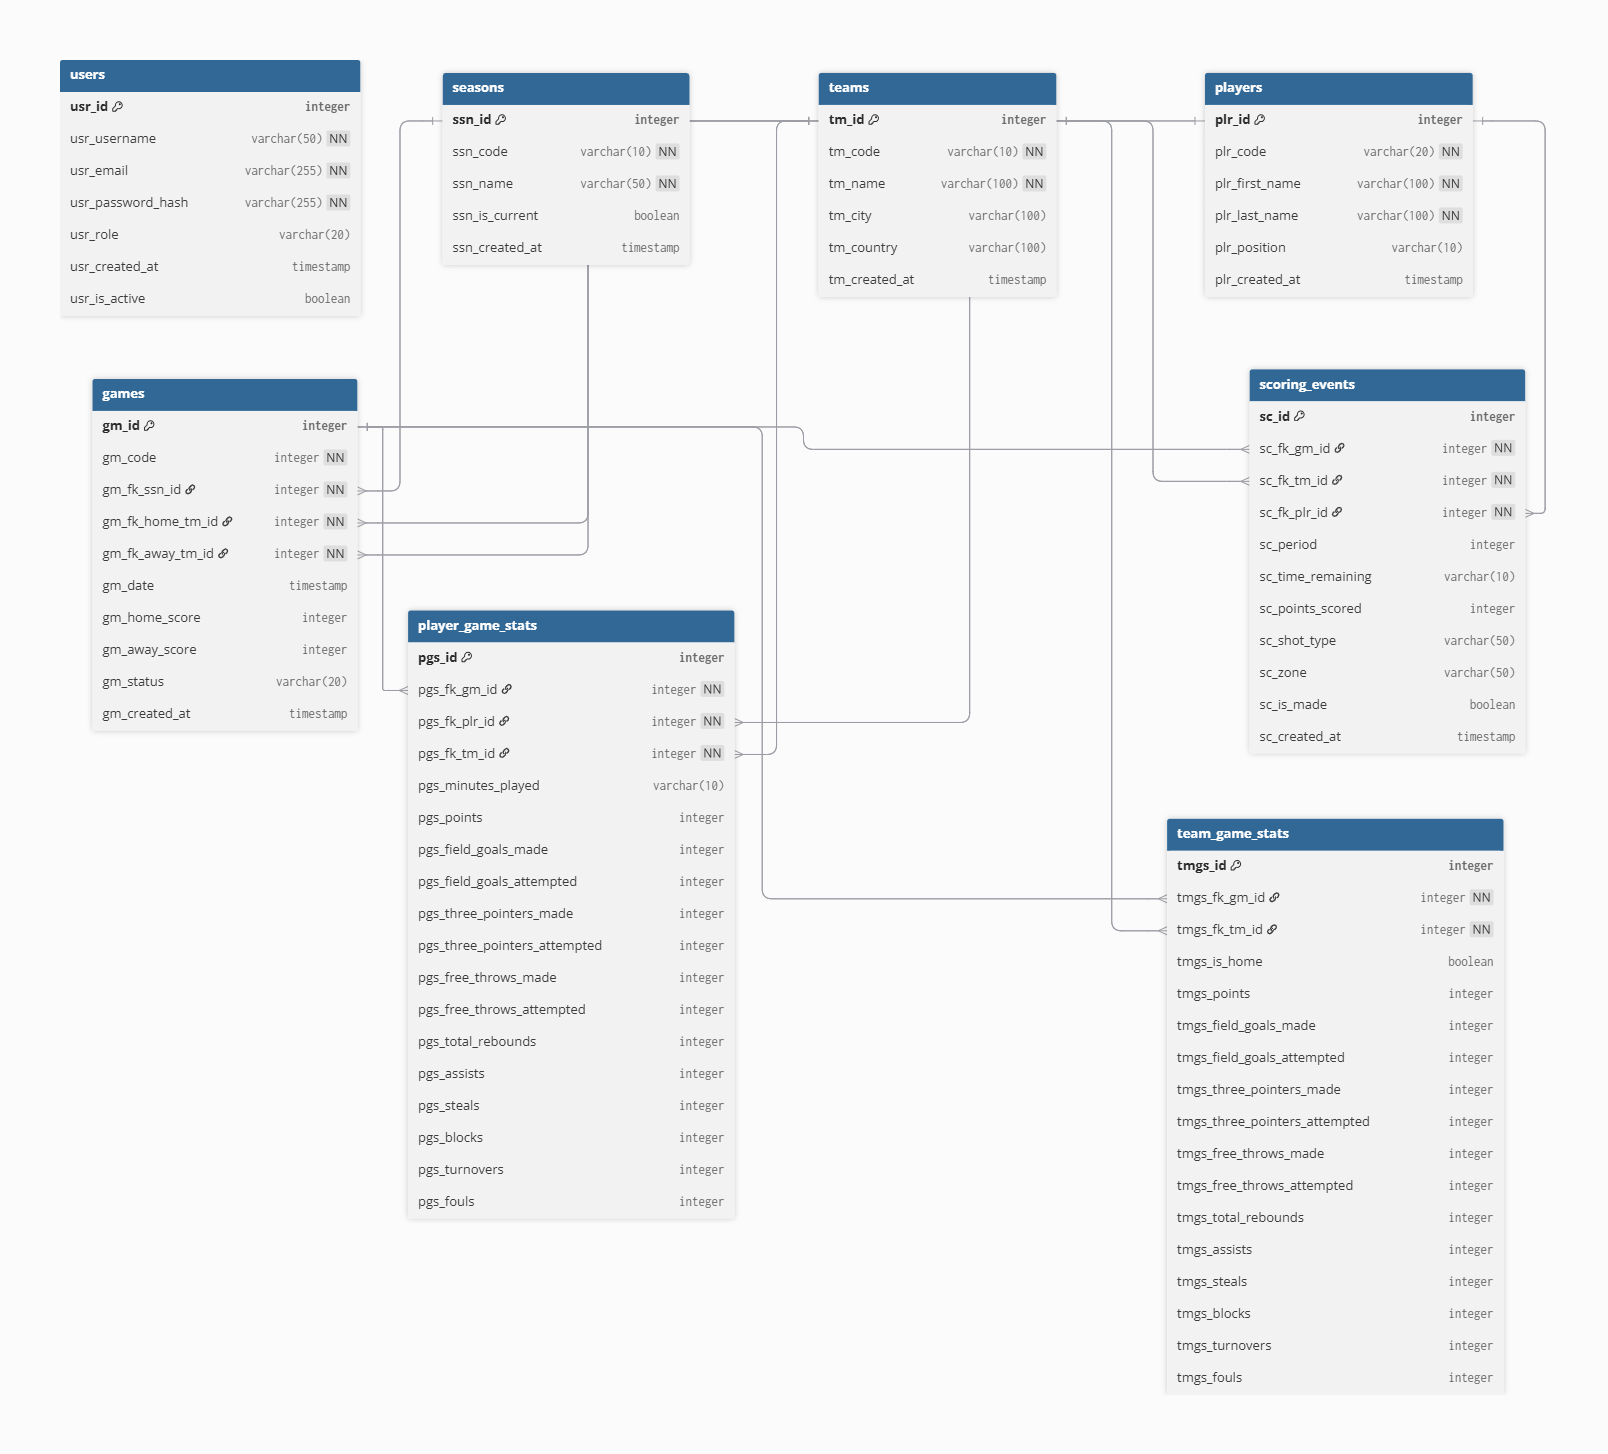 users
usr_id integer
usr_username varchar(50) NN
usr_email varchar(255) NN
usr_password_hash varchar(255) NN
usr_role varchar(20)
usr_created_at timestamp
usr_is_active boolean
seasons
ssn_id integer
ssn_code varchar(10) NN
ssn_name varchar(50) NN
ssn_is_current boolean
ssn_created_at timestamp
teams
tm_id integer
tm_code varchar(10) NN
tm_name varchar(100) NN
tm_city varchar(100)
tm_country varchar(100)
tm_created_at timestamp
players
plr_id integer
plr_code varchar(20) NN
plr_first_name varchar(100) NN
plr_last_name varchar(100) NN
plr_position varchar(10)
plr_created_at timestamp
games
gm_id integer
gm_code integer NN
gm_fk_ssn_id integer NN
gm_fk_home_tm_id integer NN
gm_fk_away_tm_id integer NN
gm_date timestamp
gm_home_score integer
gm_away_score integer
gm_status varchar(20)
gm_created_at timestamp
scoring_events
sc_id integer
sc_fk_gm_id integer NN
sc_fk_tm_id integer NN
sc_fk_plr_id integer NN
sc_period integer
sc_time_remaining varchar(10)
sc_points_scored integer
sc_shot_type varchar(50)
sc_zone varchar(50)
sc_is_made boolean
sc_created_at timestamp
player_game_stats
pgs_id integer
pgs_fk_gm_id integer NN
pgs_fk_plr_id integer NN
pgs_fk_tm_id integer NN
pgs_minutes_played varchar(10)
pgs_points integer
pgs_field_goals_made integer
pgs_field_goals_attempted integer
pgs_three_pointers_made integer
pgs_three_pointers_attempted integer
pgs_free_throws_made integer
pgs_free_throws_attempted integer
pgs_total_rebounds integer
pgs_assists integer
pgs_steals integer
pgs_blocks integer
pgs_turnovers integer
pgs_fouls integer
team_game_stats
tmgs_id integer
tmgs_fk_gm_id integer NN
tmgs_fk_tm_id integer NN
tmgs_is_home boolean
tmgs_points integer
tmgs_field_goals_made integer
tmgs_field_goals_attempted integer
tmgs_three_pointers_made integer
tmgs_three_pointers_attempted integer
tmgs_free_throws_made integer
tmgs_free_throws_attempted integer
tmgs_total_rebounds integer
tmgs_assists integer
tmgs_steals integer
tmgs_blocks integer
tmgs_turnovers integer
tmgs_fouls integer